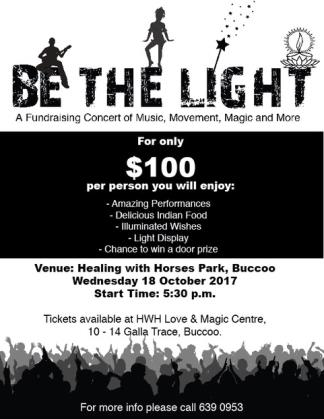 BE THE LIGHT
A Fundraising Concert of Music, Movement, Magic and More
For only
$100
per person you will enjoy:
- Amazing Performances
- Delicious Indian Food
- Illuminated Wishes
- Light Display
- Chance to win a door prize
Venue: Healing with Horses Park, Buccoo
Wednesday 18 October 2017
Start Time: 5:30 p.m.
Tickets available at HWH Love & Magic Centre,
10 - 14 Galla Trace, Buccoo.
For more info please call 639 0953